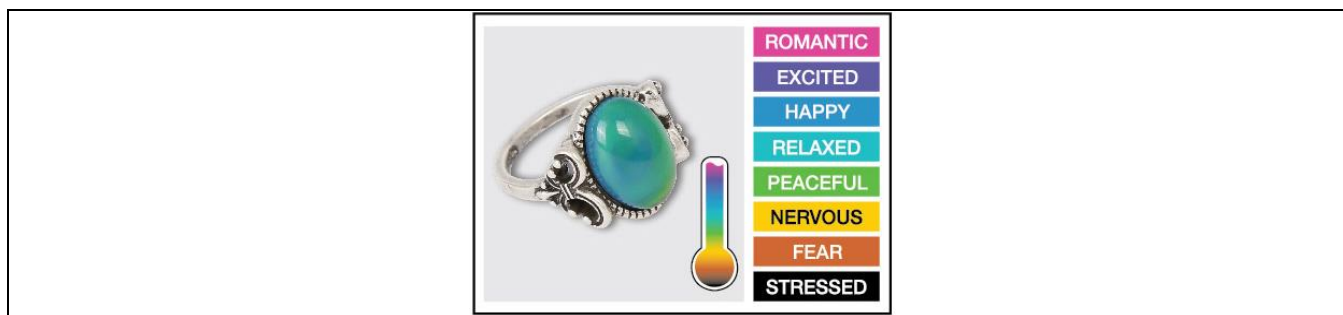 ROMANTIC
EXCITED
HAPPY
RELAXED
PEACEFUL
NERVOUS
FEAR
STRESSED